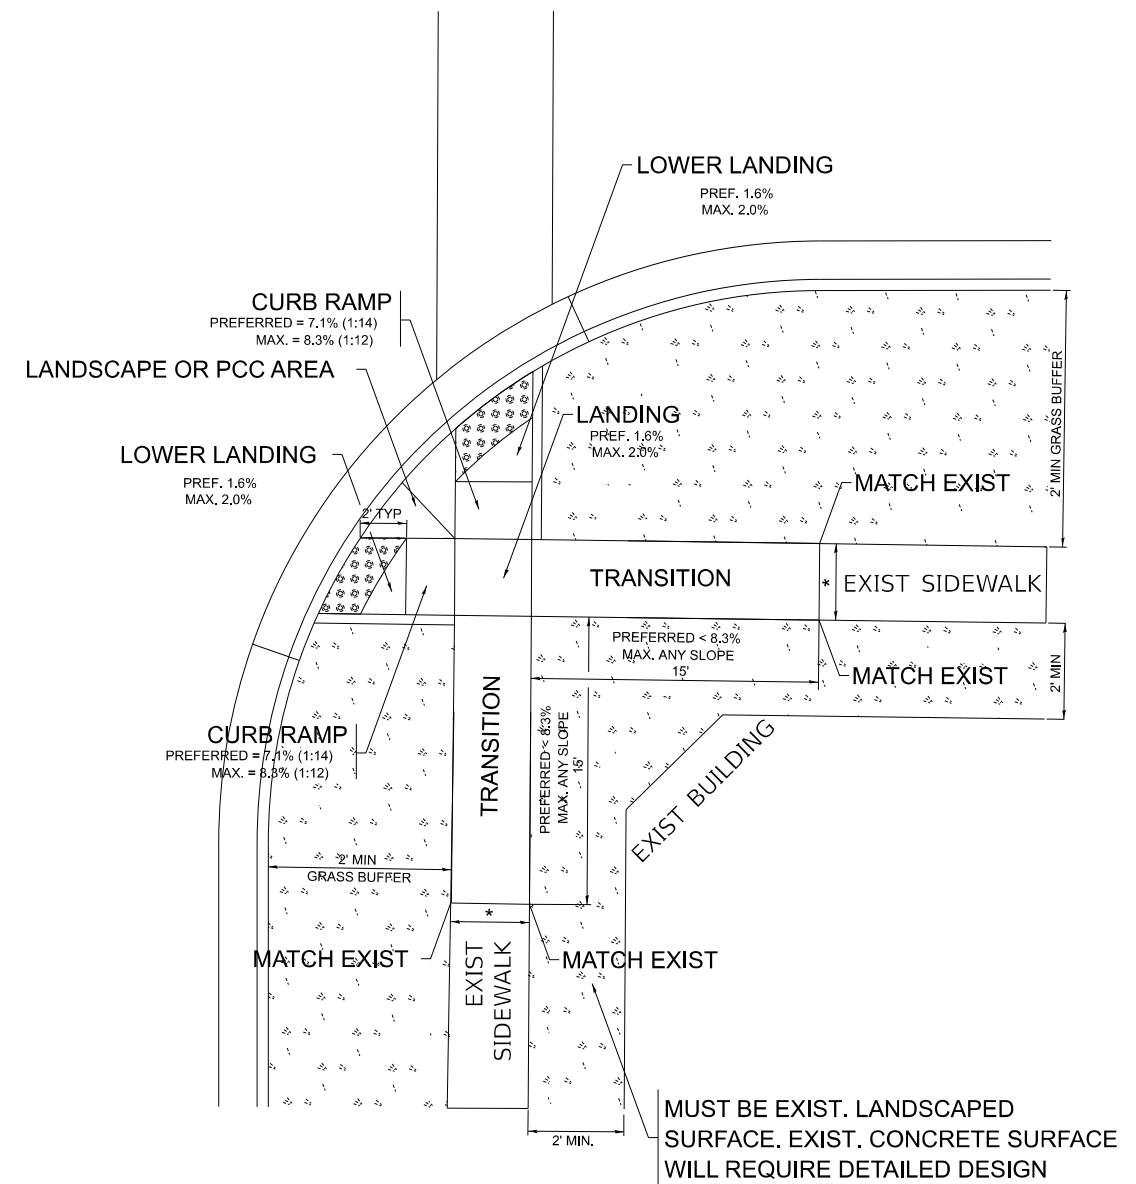 LOWER LANDING
PREF. 1.6%
MAX. 2.0%
CURB RAMP
PREFERRED = 7.1% (1:14)
MAX. = 8.3% (1:12)
LANDSCAPE OR PCC AREA
LANDING
PREF. 1.6%
MAX. 2.0%
LOWER LANDING
PREF. 1.6%
MAX. 2.0%
2' TYP
2' MIN GRASS BUFFER
MATCH EXIST
TRANSITION
*
EXIST SIDEWALK
PREFERRED < 8.3%
MAX. ANY SLOPE
15'
MATCH EXIST
2' MIN
CURB RAMP
PREFERRED = 7.1% (1:14)
MAX. = 8.3% (1:12)
TRANSITION
PREFERRED < 8.3%
MAX. ANY SLOPE
15'
EXIST BUILDING
2' MIN
GRASS BUFFER
*
MATCH EXIST
EXIST
SIDEWALK
MATCH EXIST
2' MIN.
MUST BE EXIST. LANDSCAPED
SURFACE. EXIST. CONCRETE SURFACE
WILL REQUIRE DETAILED DESIGN